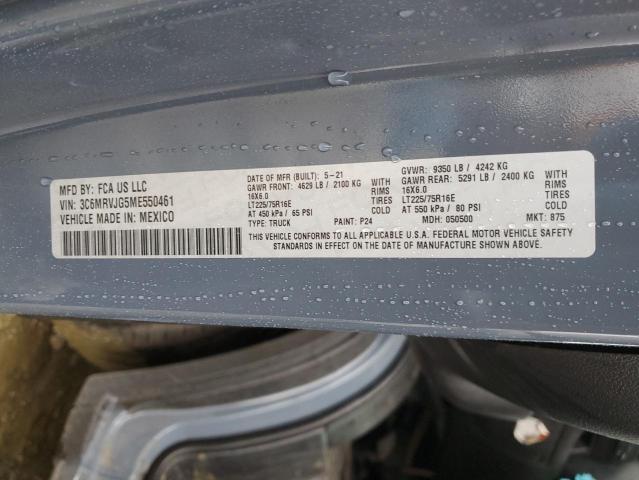 MFD BY: FCA US LLC
VIN: 3C6MRVJG5ME550461
VEHICLE MADE IN: MEXICO
DATE OF MFR (BUILT): 5-21
GAWR FRONT: 4629 LB / 2100 KG WITH
16X6.0 RIMS
LT225/75R16E TIRES
AT 450 kPa / 65 PSI COLD
TYPE: TRUCK PAINT: P24
GVWR: 9350 LB / 4242 KG
GAWR REAR: 5291 LB / 2400 KG WITH
16X6.0 RIMS
LT225/75R16E TIRES
AT 550 kPa / 80 PSI COLD
MDH: 050500 MKT: 875
THIS VEHICLE CONFORMS TO ALL APPLICABLE U.S.A. FEDERAL MOTOR VEHICLE SAFETY
STANDARDS IN EFFECT ON THE DATE OF MANUFACTURE SHOWN ABOVE.